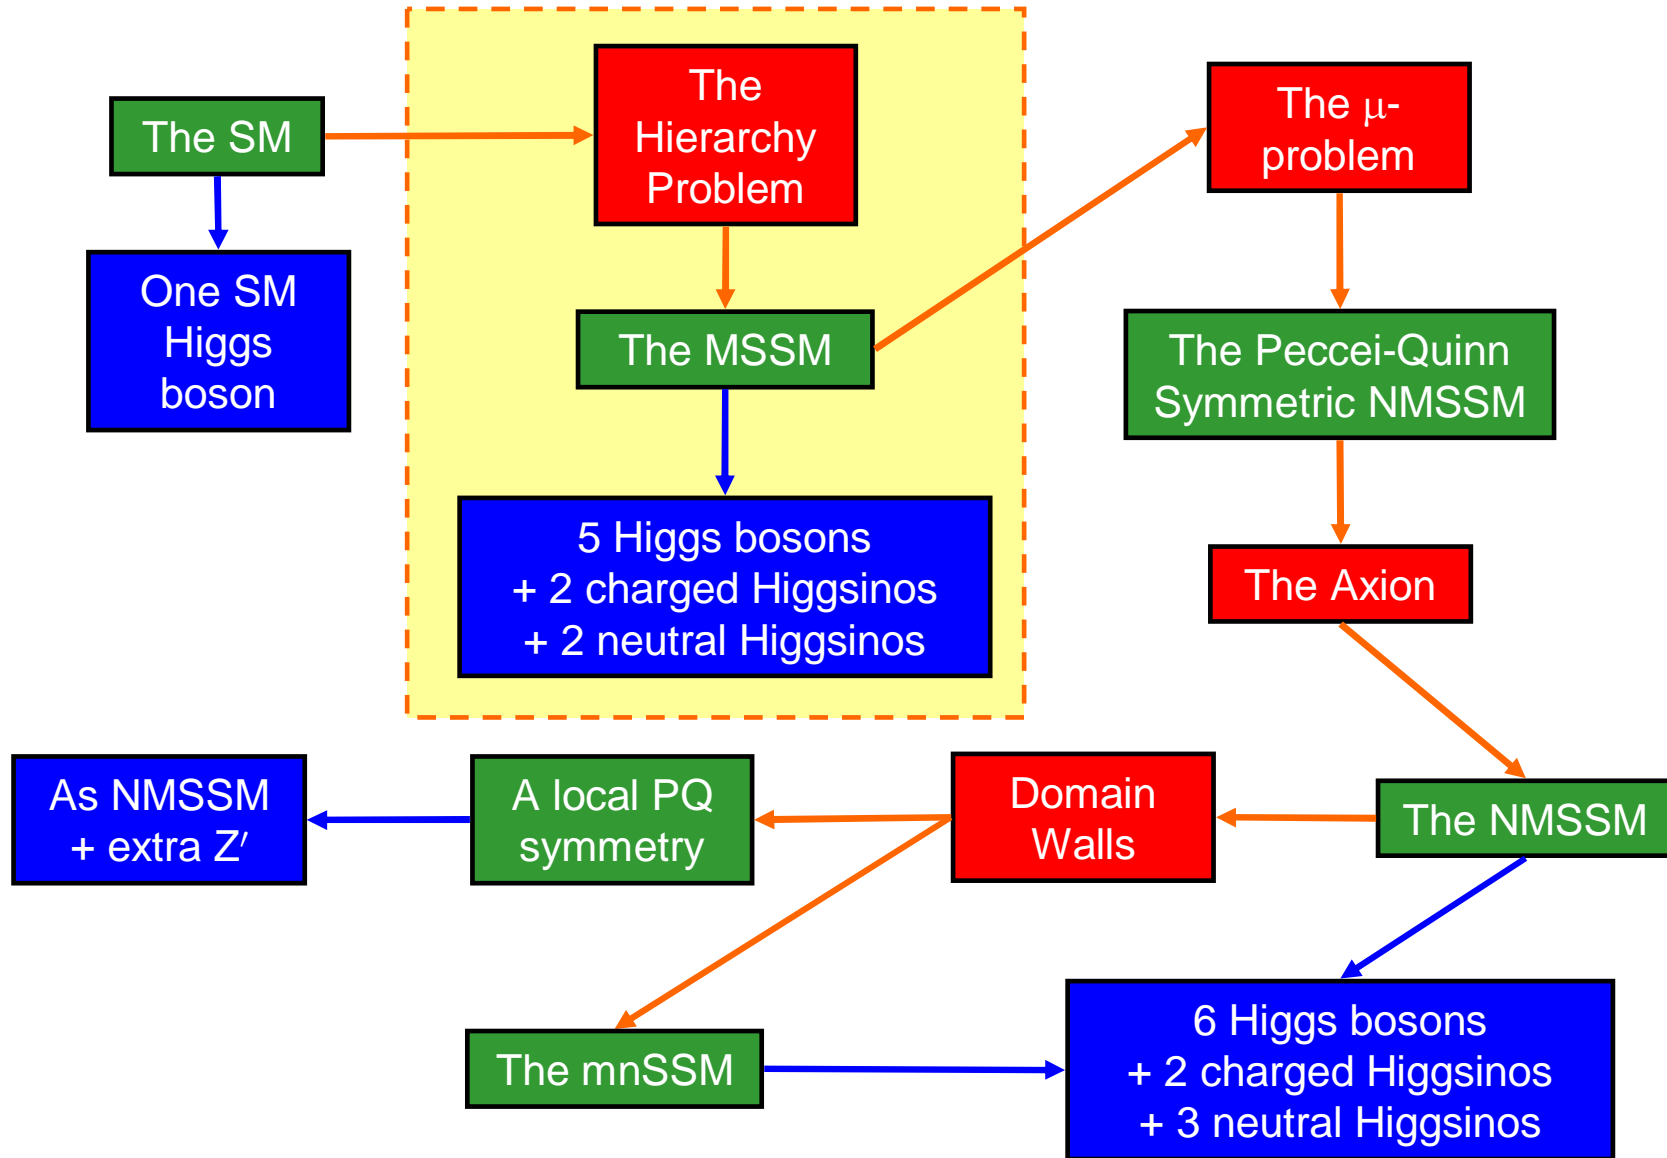 The SM
The
Hierarchy
Problem
The μ-
problem
One SM
Higgs
boson
The MSSM
The Peccei-Quinn
Symmetric NMSSM
5 Higgs bosons
+ 2 charged Higgsinos
+ 2 neutral Higgsinos
The Axion
As NMSSM
+ extra Z′
A local PQ
symmetry
Domain
Walls
The NMSSM
The mnSSM
6 Higgs bosons
+ 2 charged Higgsinos
+ 3 neutral Higgsinos